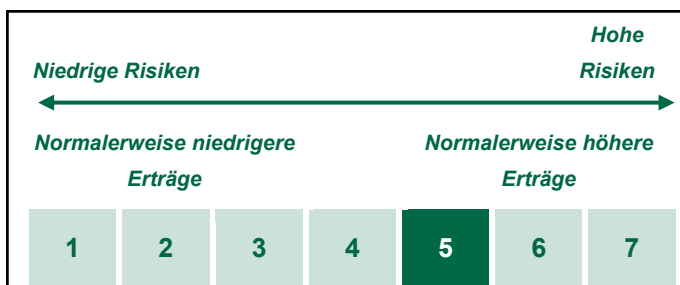 Hohe
Niedrige Risiken Risiken
Normalerweise niedrigere Normalerweise höhere
Erträge Erträge
1 2 3 4 5 6 7